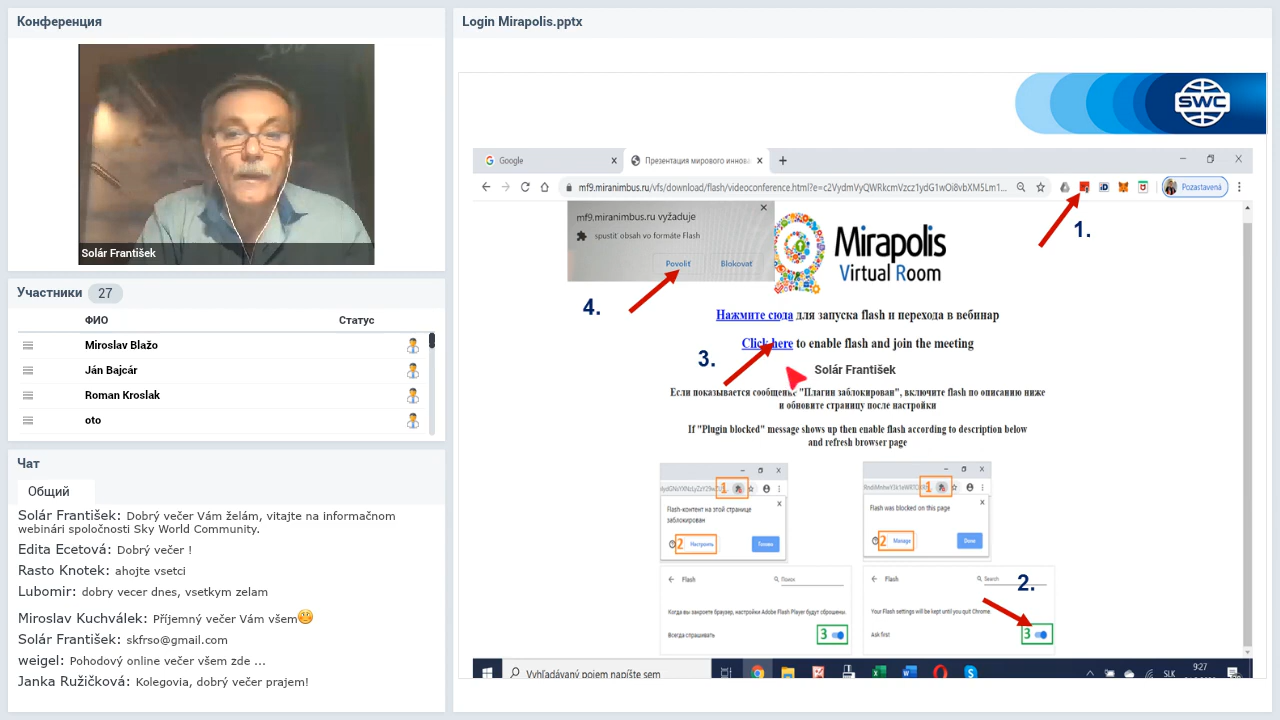 Конференция
Solár František
Участники 27
ФИО Статус
Miroslav Blažo
Ján Bajcár
Roman Kroslak
oto
Чат
Общий
Solár František: Dobrý večer Vám želám, vitajte na informačnom
webinári spoločnosti Sky World Community.
Edita Esetová: Dobrý večer !
Rasto Knotek: ahojte vsetci
Lubomir: dobry vecer dnes, vsetkym zelam
Miroslav Kuchválek: Příjemný večer Vám všem
Solár František: skfrso@gmail.com
weigel: Pohodový online večer všem zde ...
Janka Ružičková: Kolegovia, dobrý večer prajem!
Login Mirapolis.pptx
SWC
Google
Презентация мирового иннова
Pozastavená
1.
mf9.miranimbus.ru vyžaduje
spustiť obsah vo formáte Flash
Povoliť Blokovať
4.
Mirapolis
Virtual Room
Нажмите сюда для запуска flash и перехода в вебинар
Click here to enable flash and join the meeting
3.
Solár František
Если показывается сообщение "Плагин заблокирован", включите flash по описанию ниже
и обновите страницу после настройки
If "Plugin blocked" message shows up then enable flash according to description below
and refresh browser page
1
Flash-контент на этой странице
заблокирован
2 Настроить Готово
1
Flash was blocked on this page
2 Manage Done
Flash Поиск
Когда вы закроете браузер, настройки Adobe Flash Player будут сброшены.
Всегда спрашивать 3
Flash Search
2.
Your Flash settings will be kept until you quit Chrome
Ask first 3
Vyhľadávaný pojem napíšte sem
SLK
9:27